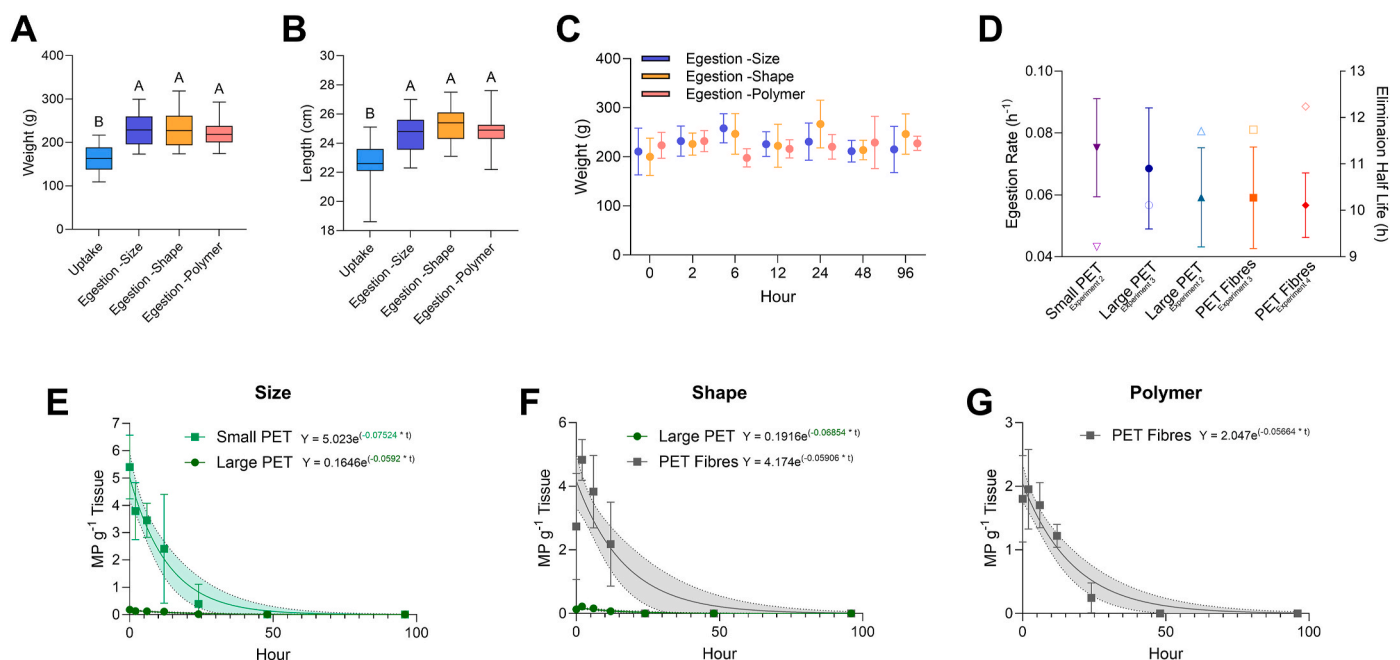 A
Weight (g)
400
300
200
100
0
B
A
A
A
Uptake
Egestion -Size
Egestion -Shape
Egestion -Polymer
B
Length (cm)
30
28
26
24
22
20
18
B
A
A
A
Uptake
Egestion -Size
Egestion -Shape
Egestion -Polymer
C
Weight (g)
400
300
200
100
0
Egestion -Size
Egestion -Shape
Egestion -Polymer
0 2 6 12 24 48 96
Hour
D
Egestion Rate (h⁻¹)
0.10
0.08
0.06
0.04
13
12
11
10
9
Elimination Half Life (h)
Small PET
Experiment 2
Large PET
Experiment 3
Large PET
Experiment 2
PET Fibres
Experiment 3
PET Fibres
Experiment 4
E
Size
MP g⁻¹ Tissue
7
6
5
4
3
2
1
0
Small PET Y = 5.023e(-0.07524 * t)
Large PET Y = 0.1646e(-0.0592 * t)
0 50 100
Hour
F
Shape
MP g⁻¹ Tissue
6
4
2
0
Large PET Y = 0.1916e(-0.06854 * t)
PET Fibres Y = 4.174e(-0.05906 * t)
0 50 100
Hour
G
Polymer
MP g⁻¹ Tissue
3
2
1
0
PET Fibres Y = 2.047e(-0.05664 * t)
0 50 100
Hour